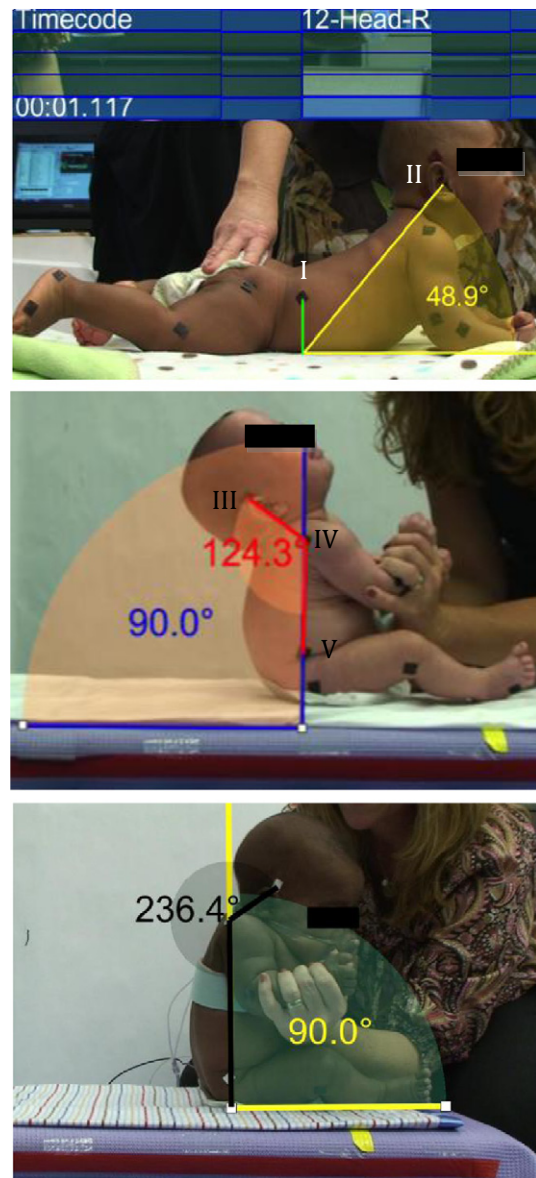 Timecode 12-Head-R
00:01.117
II
I
48.9°
III
IV
124.3°
90.0°
V
236.4°
90.0°